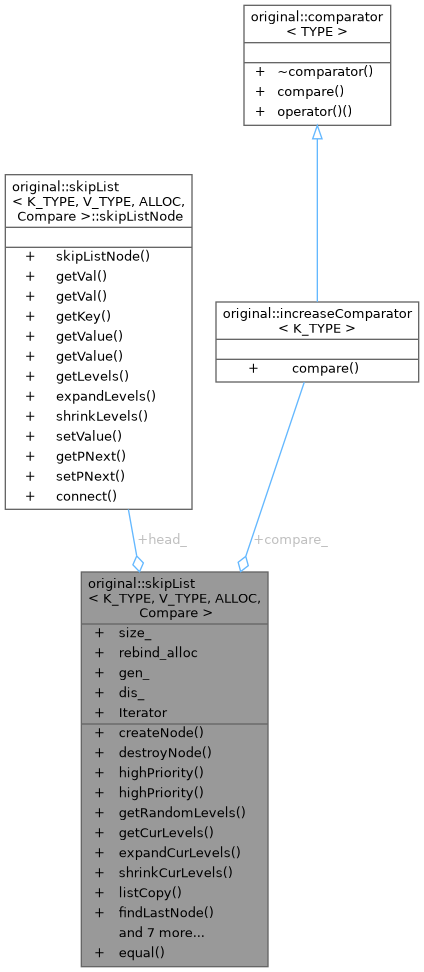 original::comparator
< TYPE >
+ ~comparator()
+ compare()
+ operator()()
original::skipList
< K_TYPE, V_TYPE, ALLOC,
Compare >::skipListNode
+ skipListNode()
+ getVal()
+ getVal()
+ getKey()
+ getValue()
+ getValue()
+ getLevels()
+ expandLevels()
+ shrinkLevels()
+ setValue()
+ getPNext()
+ setPNext()
+ connect()
original::increaseComparator
< K_TYPE >
+ compare()
+head_
+compare_
original::skipList
< K_TYPE, V_TYPE, ALLOC,
Compare >
+ size_
+ rebind_alloc
+ gen_
+ dis_
+ Iterator
+ createNode()
+ destroyNode()
+ highPriority()
+ highPriority()
+ getRandomLevels()
+ getCurLevels()
+ expandCurLevels()
+ shrinkCurLevels()
+ listCopy()
+ findLastNode()
and 7 more...
+ equal()